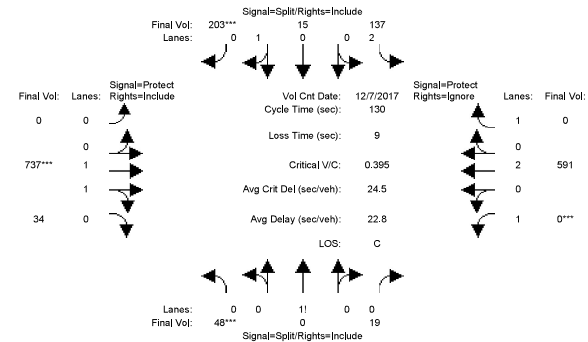 Signal=Split/Rights=Include
Final Vol: 203*** 15 137
Lanes: 0 1 0 0 2
Signal=Protect Signal=Protect
Final Vol: Lanes: Rights=Include Vol Cnt Date: 12/7/2017 Rights=Ignore Lanes: Final Vol:
Cycle Time (sec): 130
0 0 1 0
Loss Time (sec): 9
0 0
737*** 1 Critical V/C: 0.395 2 591
1 Avg Crit Del (sec/veh): 24.5 0
34 0 Avg Delay (sec/veh): 22.8 1 0***
LOS: C
Lanes: 0 0 1! 0 0
Final Vol: 48*** 0 19
Signal=Split/Rights=Include